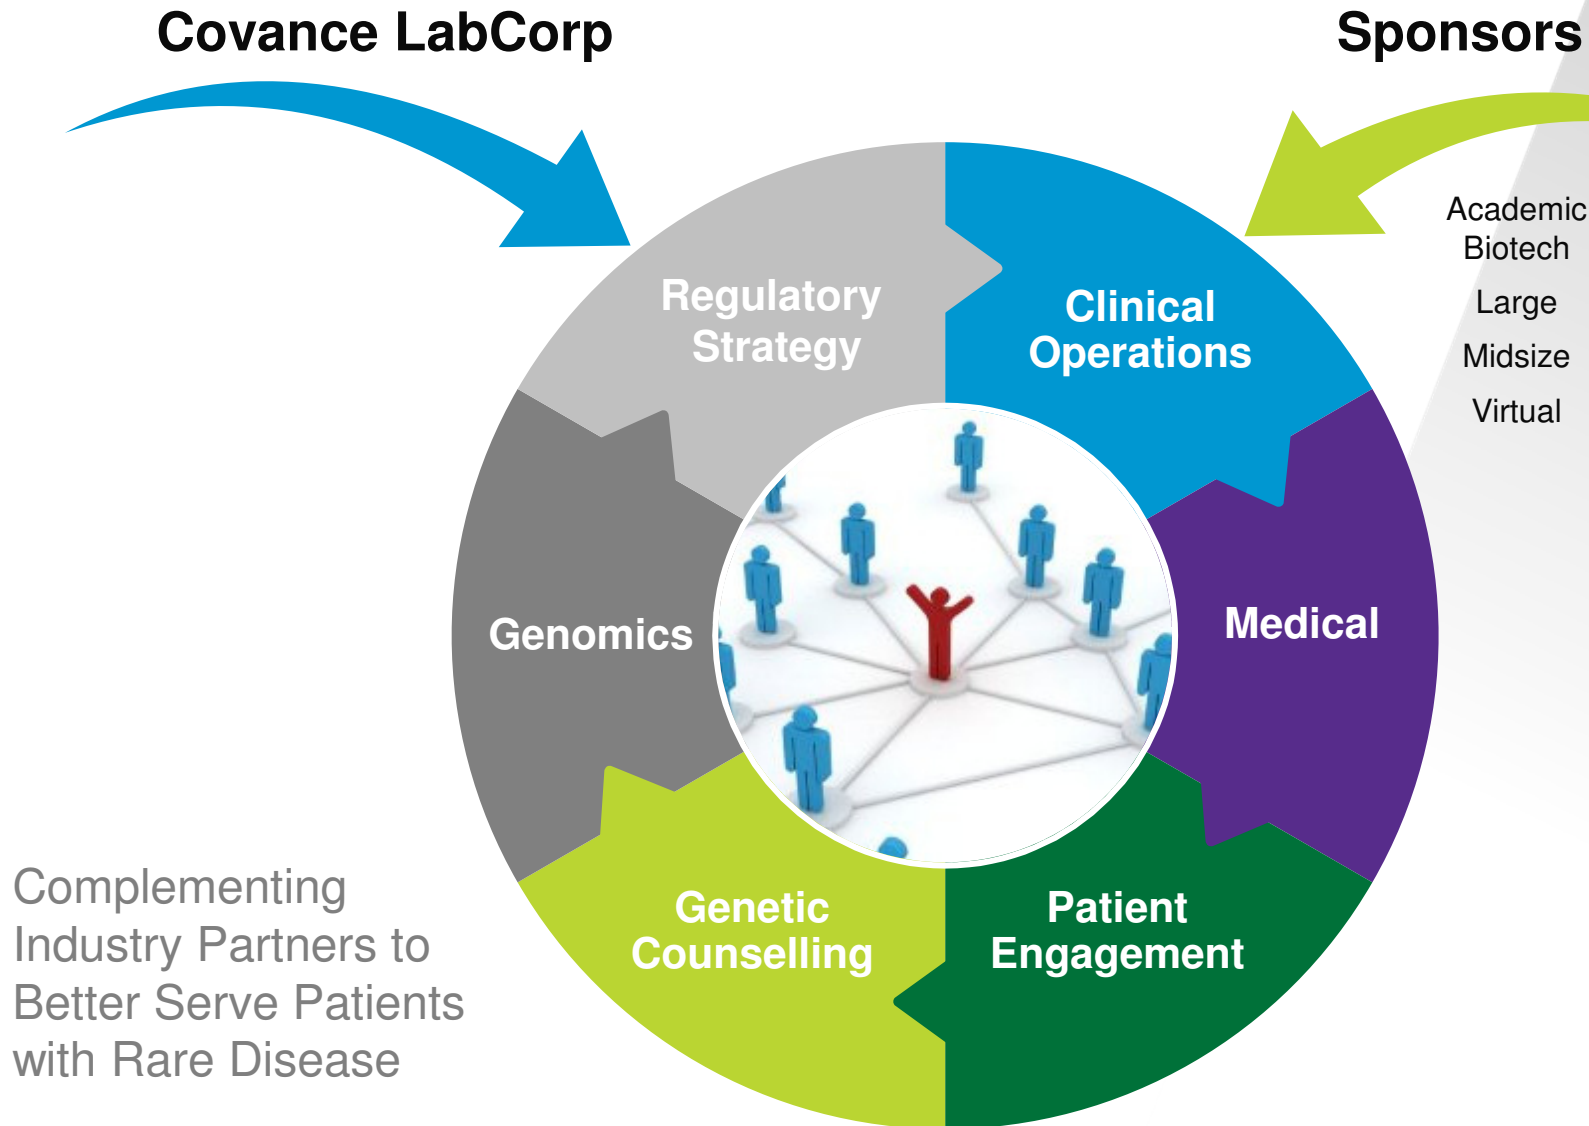 Covance LabCorp
Sponsors
Academic
Biotech
Large
Midsize
Virtual
Regulatory
Strategy
Clinical
Operations
Genomics
Medical
Genetic
Counselling
Patient
Engagement
Complementing
Industry Partners to
Better Serve Patients
with Rare Disease